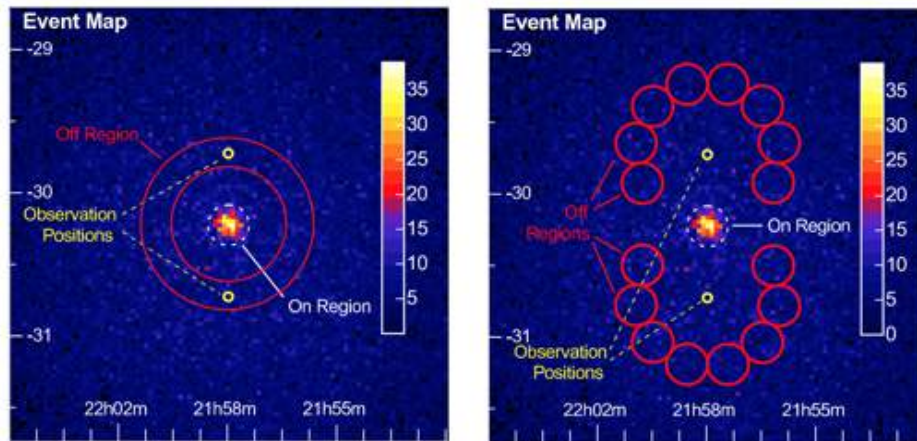 Event Map
-29
-30
-31
Off Region
Observation
Positions
On Region
35
30
25
20
15
10
5
22h02m
21h58m
21h55m
Event Map
-29
-30
-31
Off
Regions
On Region
Observation
Positions
35
30
25
20
15
10
5
0
22h02m
21h58m
21h55m